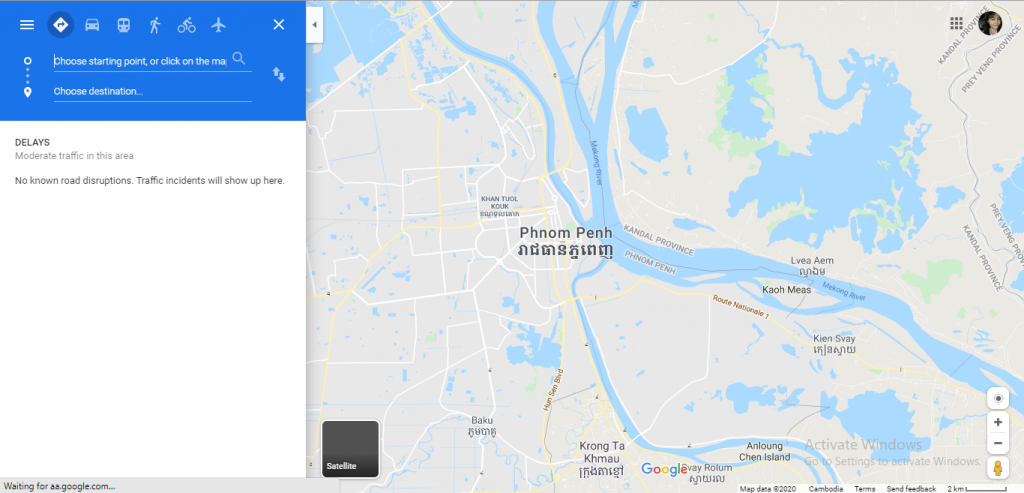 Choose starting point, or click on the ma
Choose destination...
DELAYS
Moderate traffic in this area
No known road disruptions. Traffic incidents will show up here.
Satellite
Waiting for aa.google.com...
KANDAL PROVINCE
PREY VENG PROVINCE
Mekong River
KHAN TUOL
KOUK
ខណ្ឌទួលគោក
Phnom Penh
រាជធានីភ្នំពេញ
KANDAL PROVINCE
PHNOM PENH
PREY VENG PROVINCE
KANDAL PROVINCE
Lvea Aem
ល្វាឯម
Kaoh Meas
Mekong River
Route Nationale 1
Kien Svay
កៀនស្វាយ
Hun Sen Blvd
Baku
ភូមិបាគូ
Krong Ta
Khmau
ក្រុងតាខ្មៅ
Anloung
Chen Island
Svay Rolum
ស្វាយរលំ
Google
Activate Windows
Go to Settings to activate Windows.
Map data ©2020 Cambodia Terms Send feedback 2 km